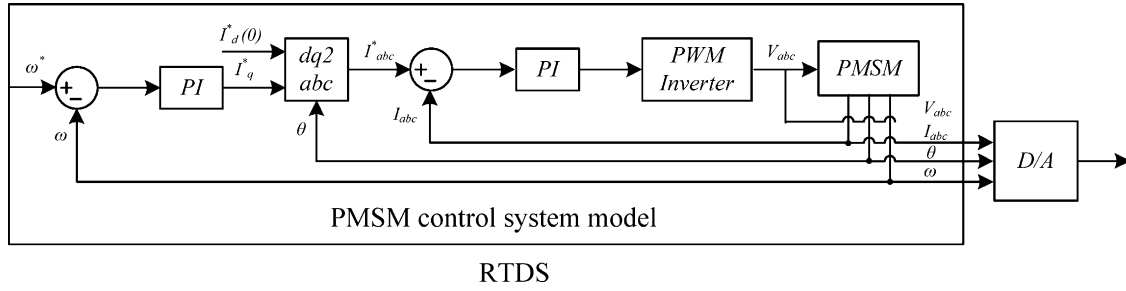 ω*
+
−
ω
PI
I*d(0)
I*q
dq2
abc
θ
I*abc
+
−
Iabc
PI
PWM
Inverter
Vabc
PMSM
Vabc
Iabc
θ
ω
D/A
PMSM control system model
RTDS